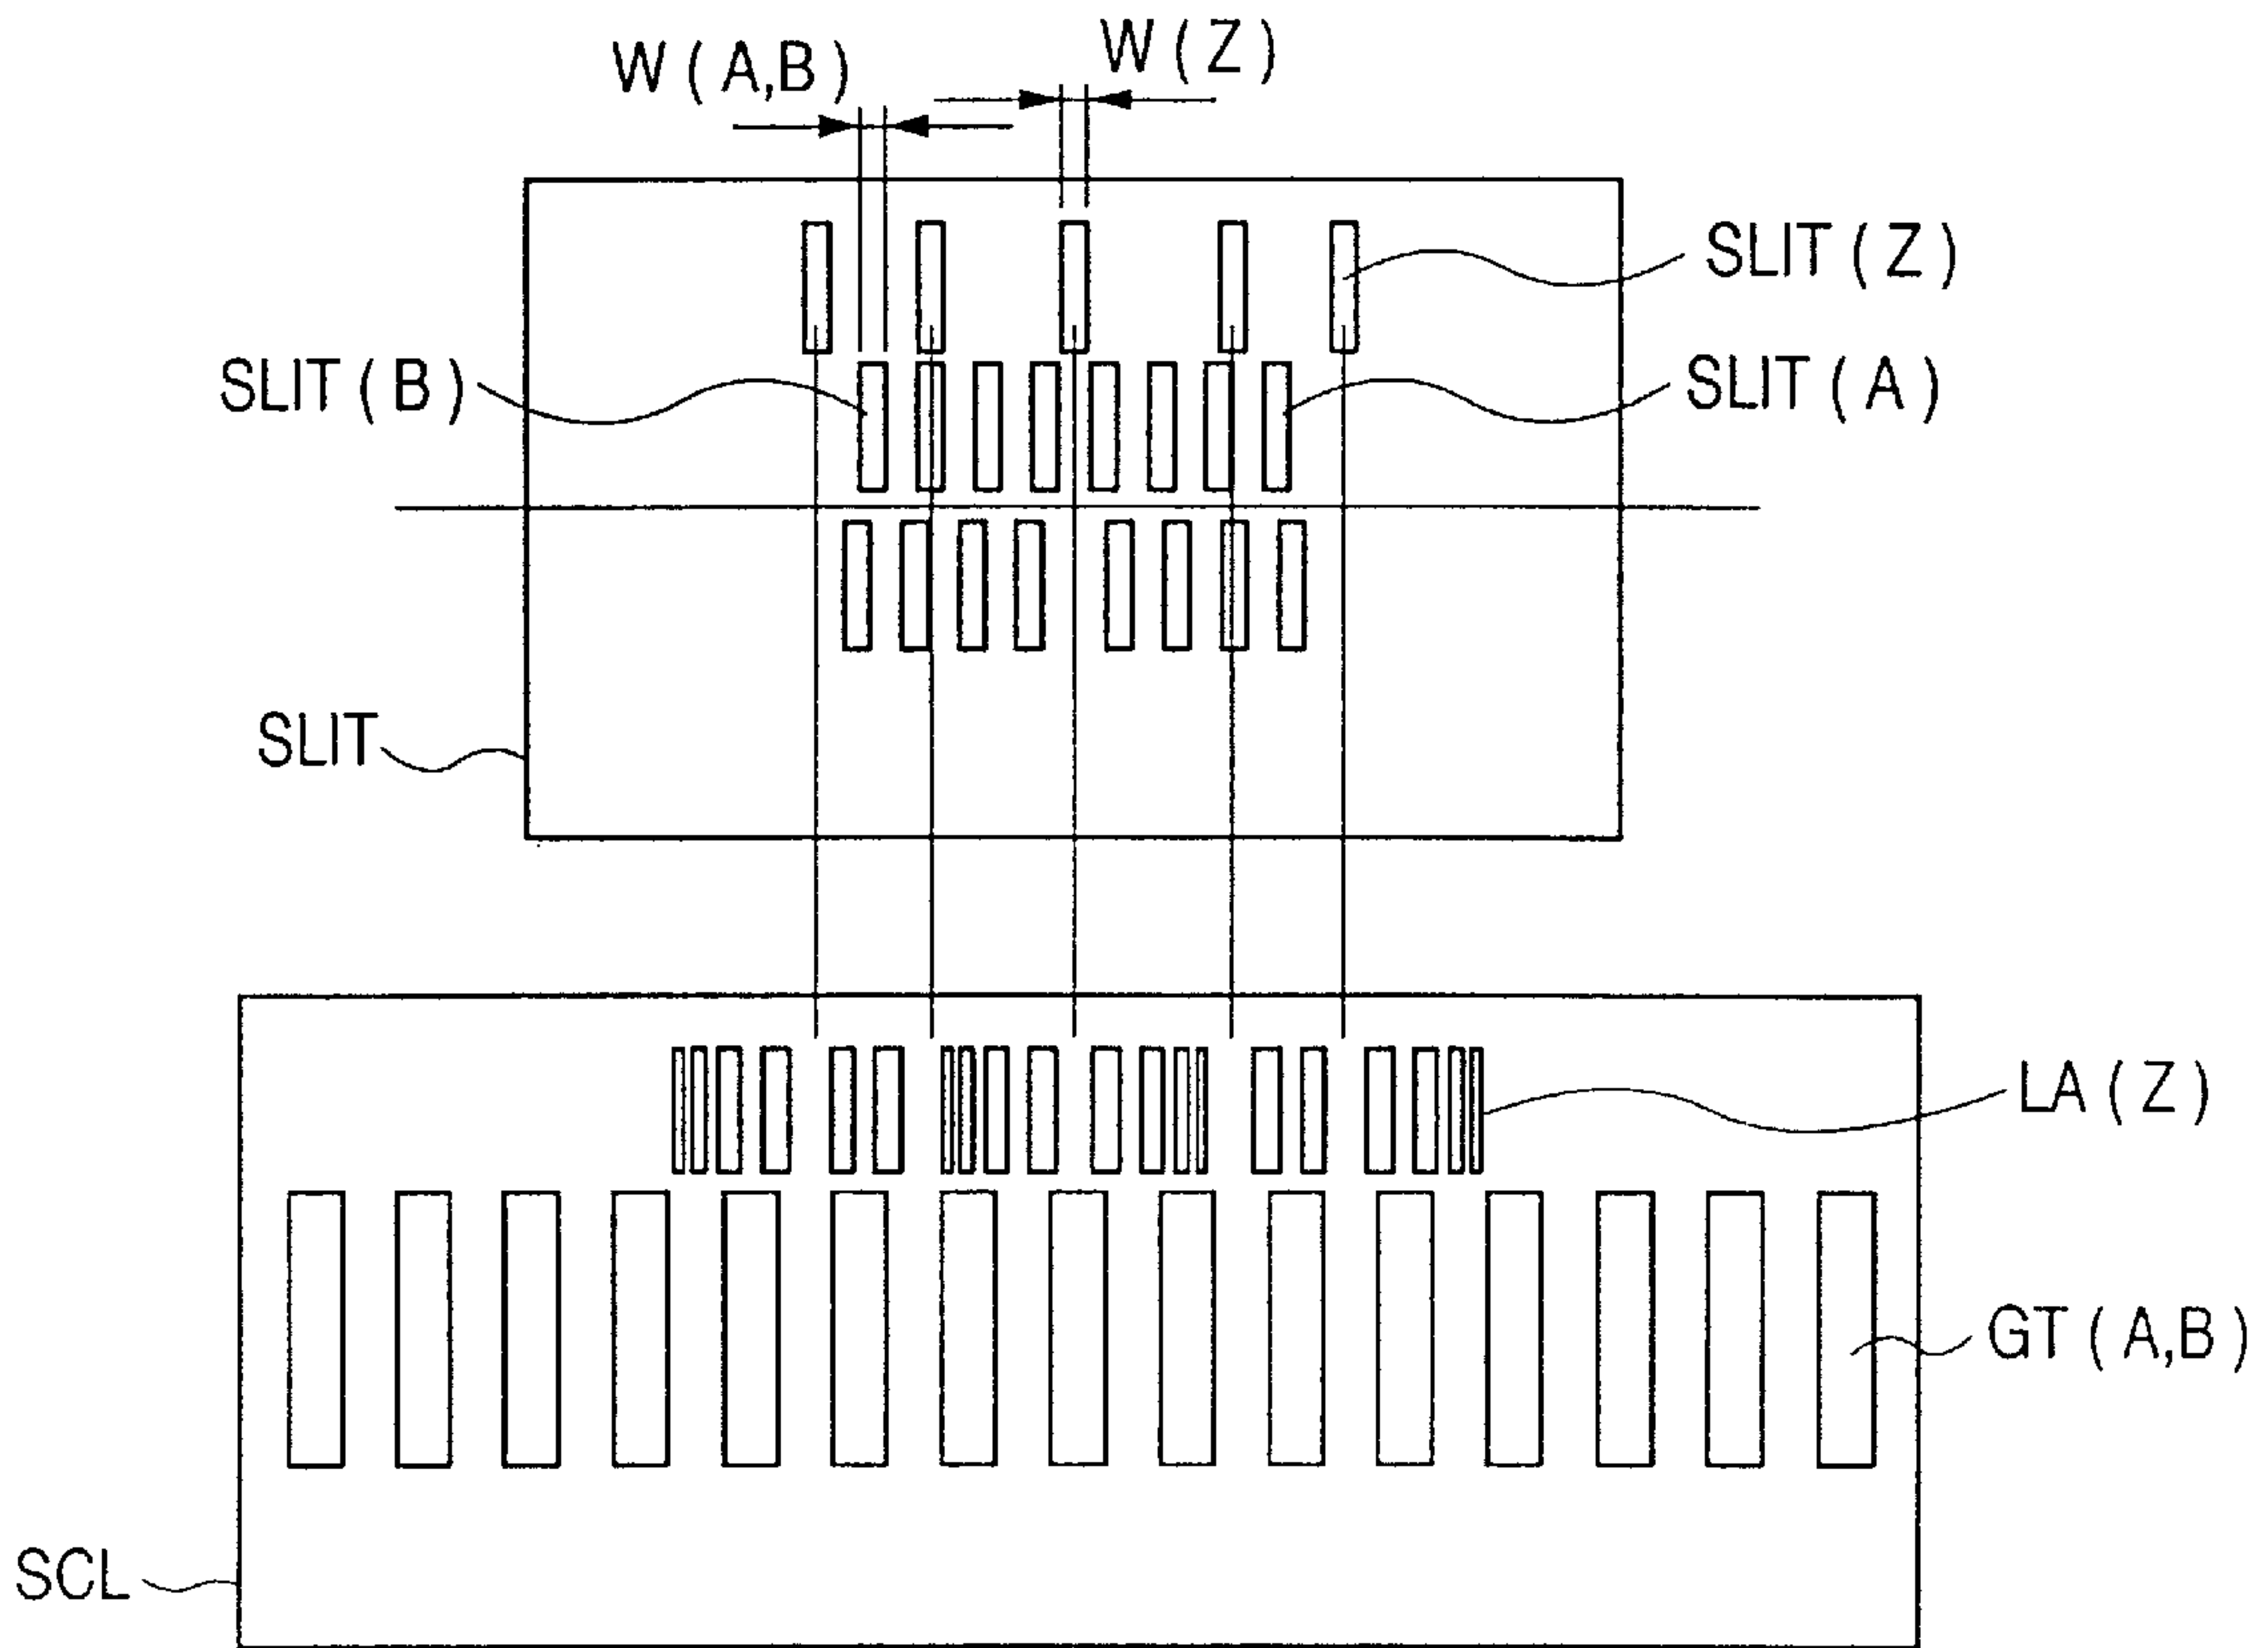 W(Z)
W(A,B)
SLIT(Z)
SLIT(B)
SLIT(A)
SLIT
LA(Z)
GT(A,B)
SCL